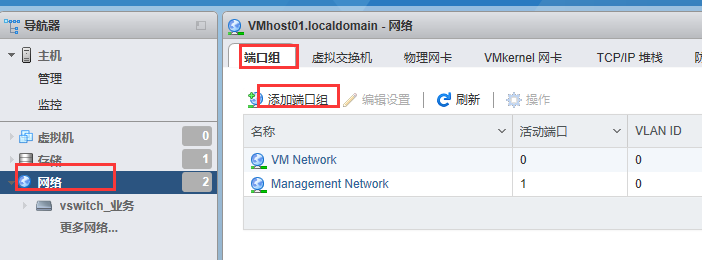 导航器
主机
管理
监控
虚拟机 0
存储 1
网络 2
vswitch_业务
更多网络...
VMhost01.localdomain - 网络
端口组 虚拟交换机 物理网卡 VMkernel 网卡 TCP/IP 堆栈
添加端口组 编辑设置 刷新 操作
名称 活动端口 VLAN ID
VM Network 0 0
Management Network 1 0